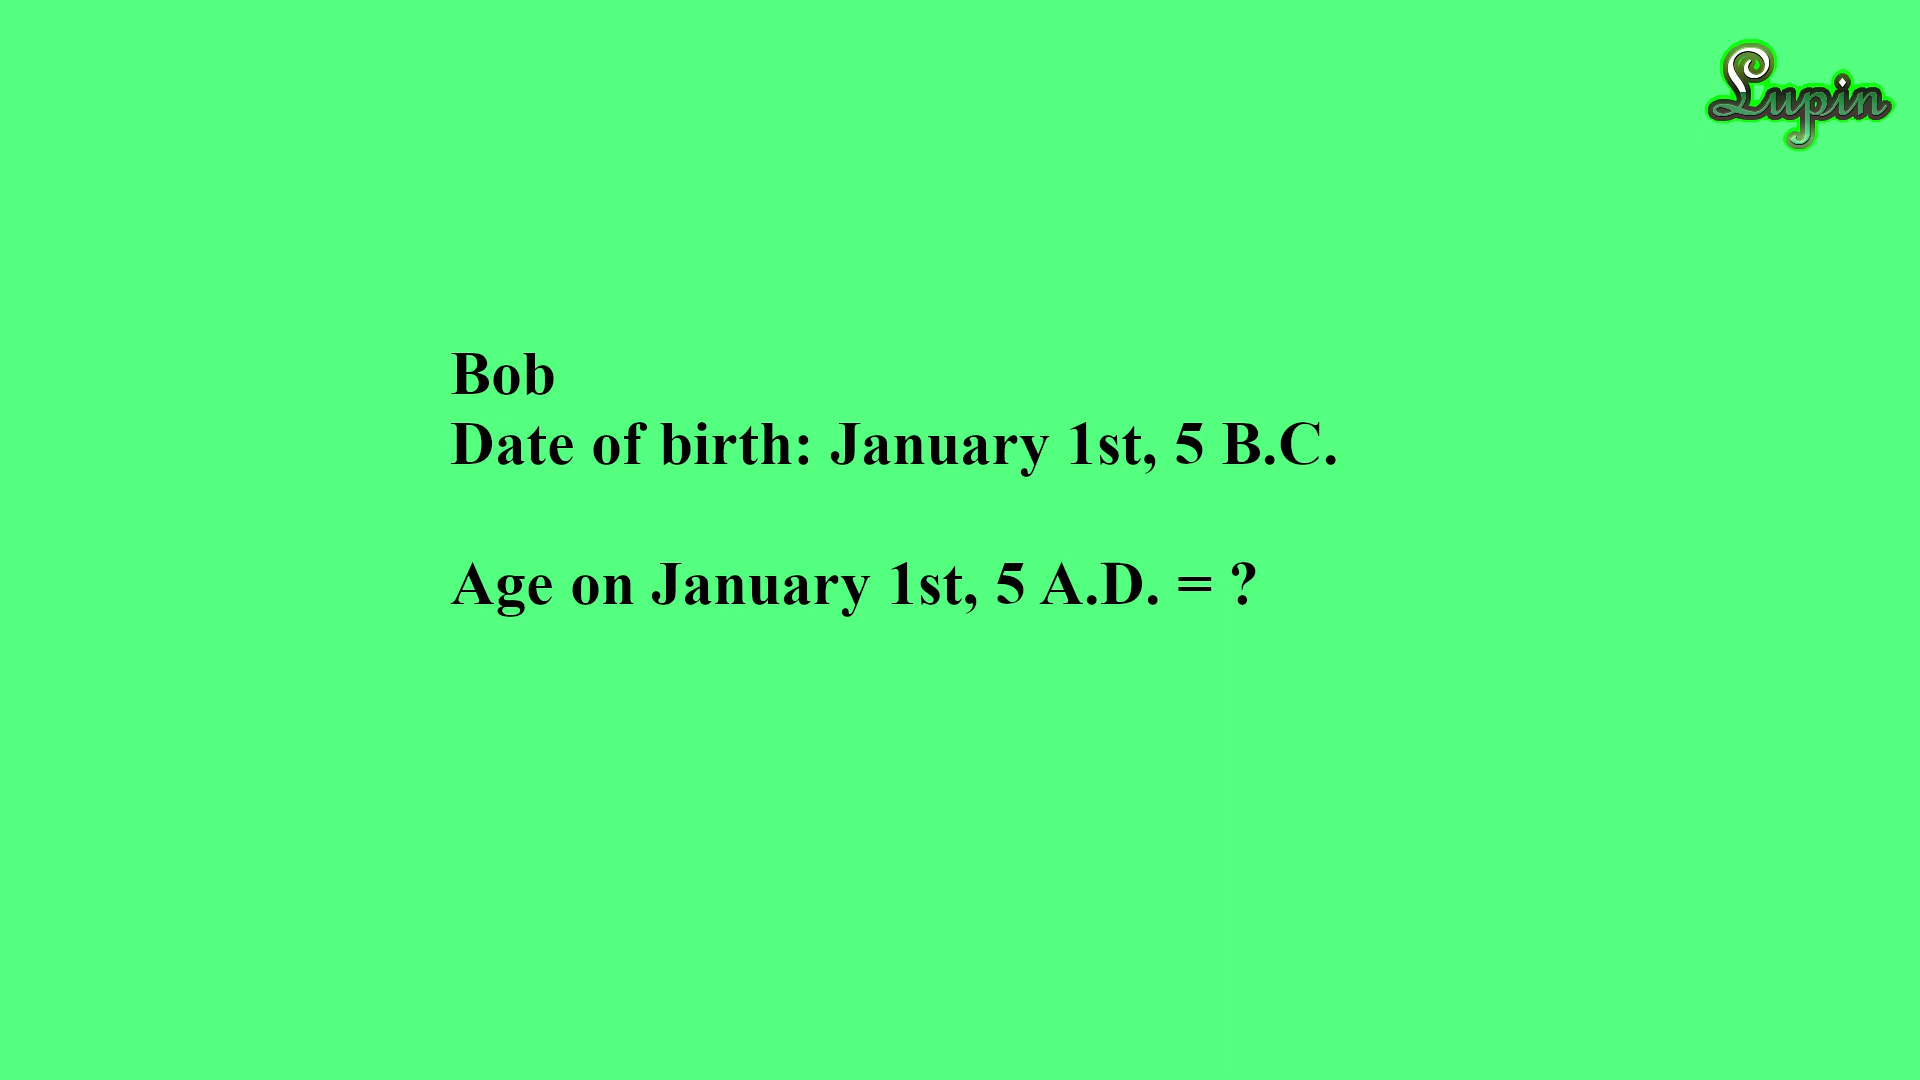 Lupin
Bob
Date of birth: January 1st, 5 B.C.
Age on January 1st, 5 A.D. = ?